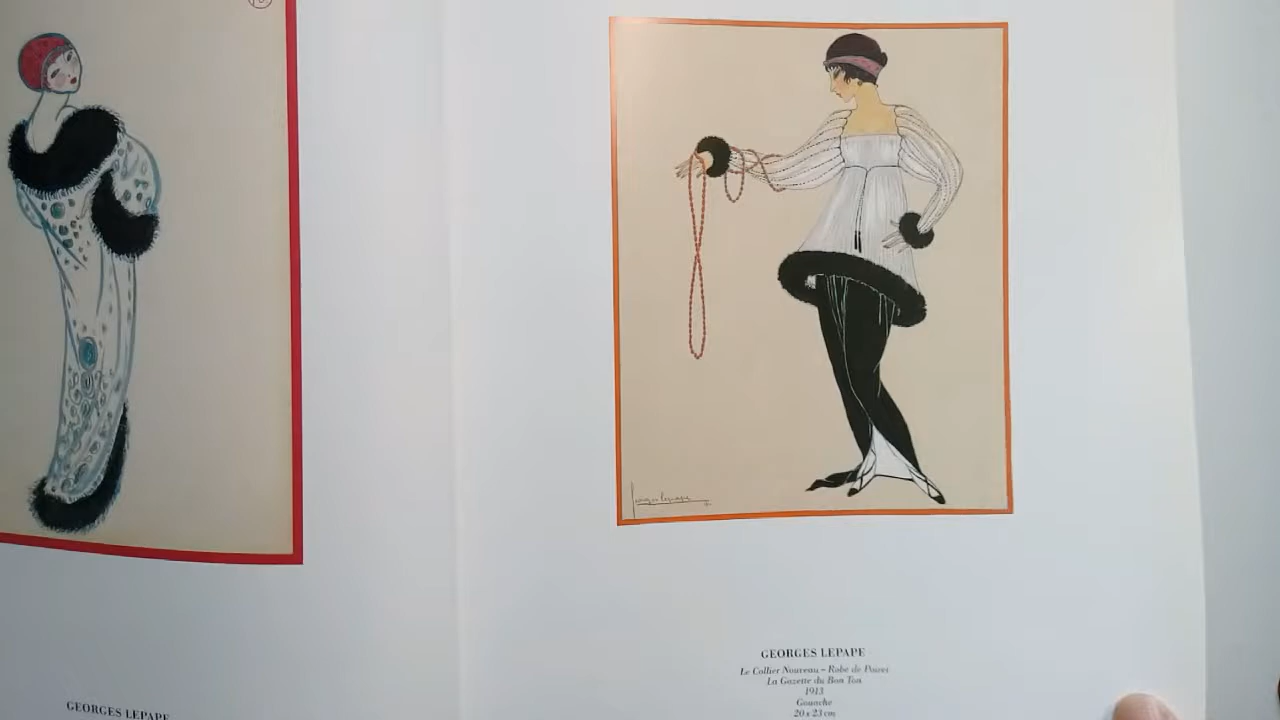 GEORGES LEPAPE
GEORGES LEPAPE
Le Collier Nouveau – Robe de Poiret
La Gazette du Bon Ton
1913
Gouache
20 x 23 cm